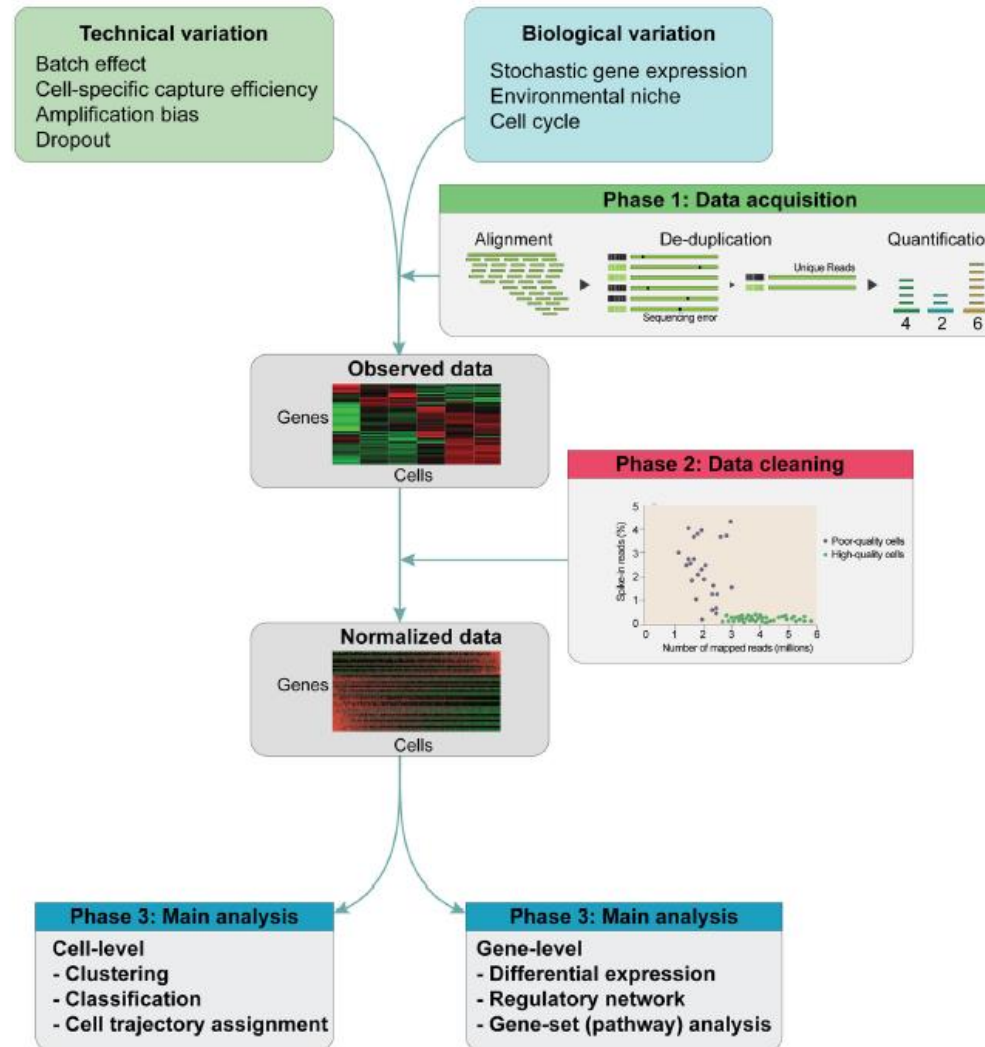 Technical variation
Batch effect
Cell-specific capture efficiency
Amplification bias
Dropout
Biological variation
Stochastic gene expression
Environmental niche
Cell cycle
Phase 1: Data acquisition
Alignment
De-duplication
Quantificatio
Unique Reads
Sequencing error
4 2 6
Observed data
Genes
Cells
Phase 2: Data cleaning
5
4
3
2
1
0
Spike-in reads (%)
0 1 2 3 4 5 6
Number of mapped reads (millions)
Poor-quality cells
High-quality cells
Normalized data
Genes
Cells
Phase 3: Main analysis
Cell-level
- Clustering
- Classification
- Cell trajectory assignment
Phase 3: Main analysis
Gene-level
- Differential expression
- Regulatory network
- Gene-set (pathway) analysis